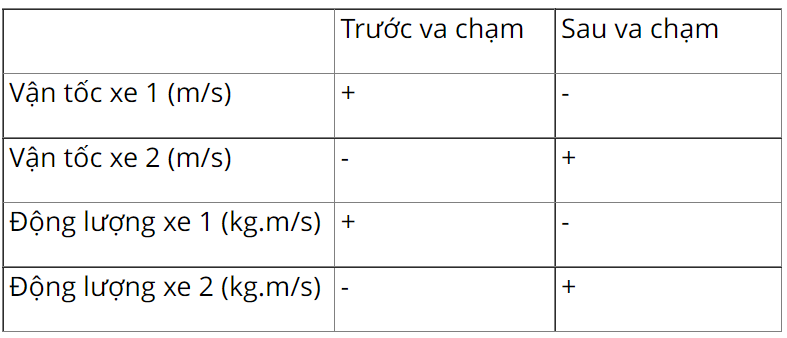 Trước va chạm Sau va chạm
Vận tốc xe 1 (m/s) + -
Vận tốc xe 2 (m/s) - +
Động lượng xe 1 (kg.m/s) + -
Động lượng xe 2 (kg.m/s) - +